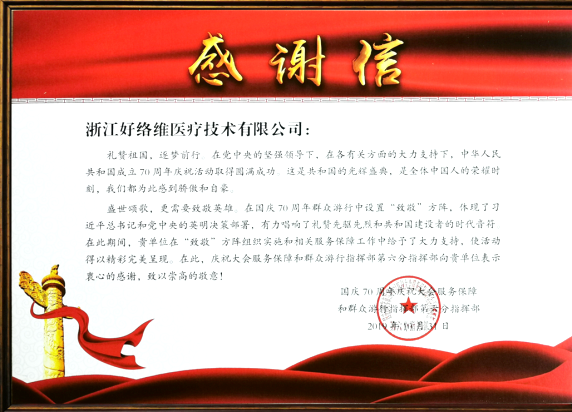 感谢信
浙江好络维医疗技术有限公司：
礼赞祖国，逐梦前行。在党中央的坚强领导下，在各有关方面的大力支持下，中华人民
共和国成立70周年庆祝活动取得圆满成功。这是共和国的光辉盛典，是全体中国人的荣耀时
刻，我们都为此感到骄傲和自豪。
盛世颂歌，更需要致敬英雄。在国庆70周年群众游行中设置“致敬”方阵，体现了习
近平总书记和党中央的英明决策部署，有力唱响了礼赞先驱先烈和共和国建设者的时代音符。
在此期间，贵单位在“致敬”方阵组织实施和相关服务保障工作中给予了大力支持，使活动
得以精彩完美呈现。在此，庆祝大会服务保障和群众游行指挥部第六分指挥部向贵单位表示
衷心的感谢，致以崇高的敬意！
国庆70周年庆祝大会服务保障
和群众游行指挥部第六分指挥部
2019年10月31日